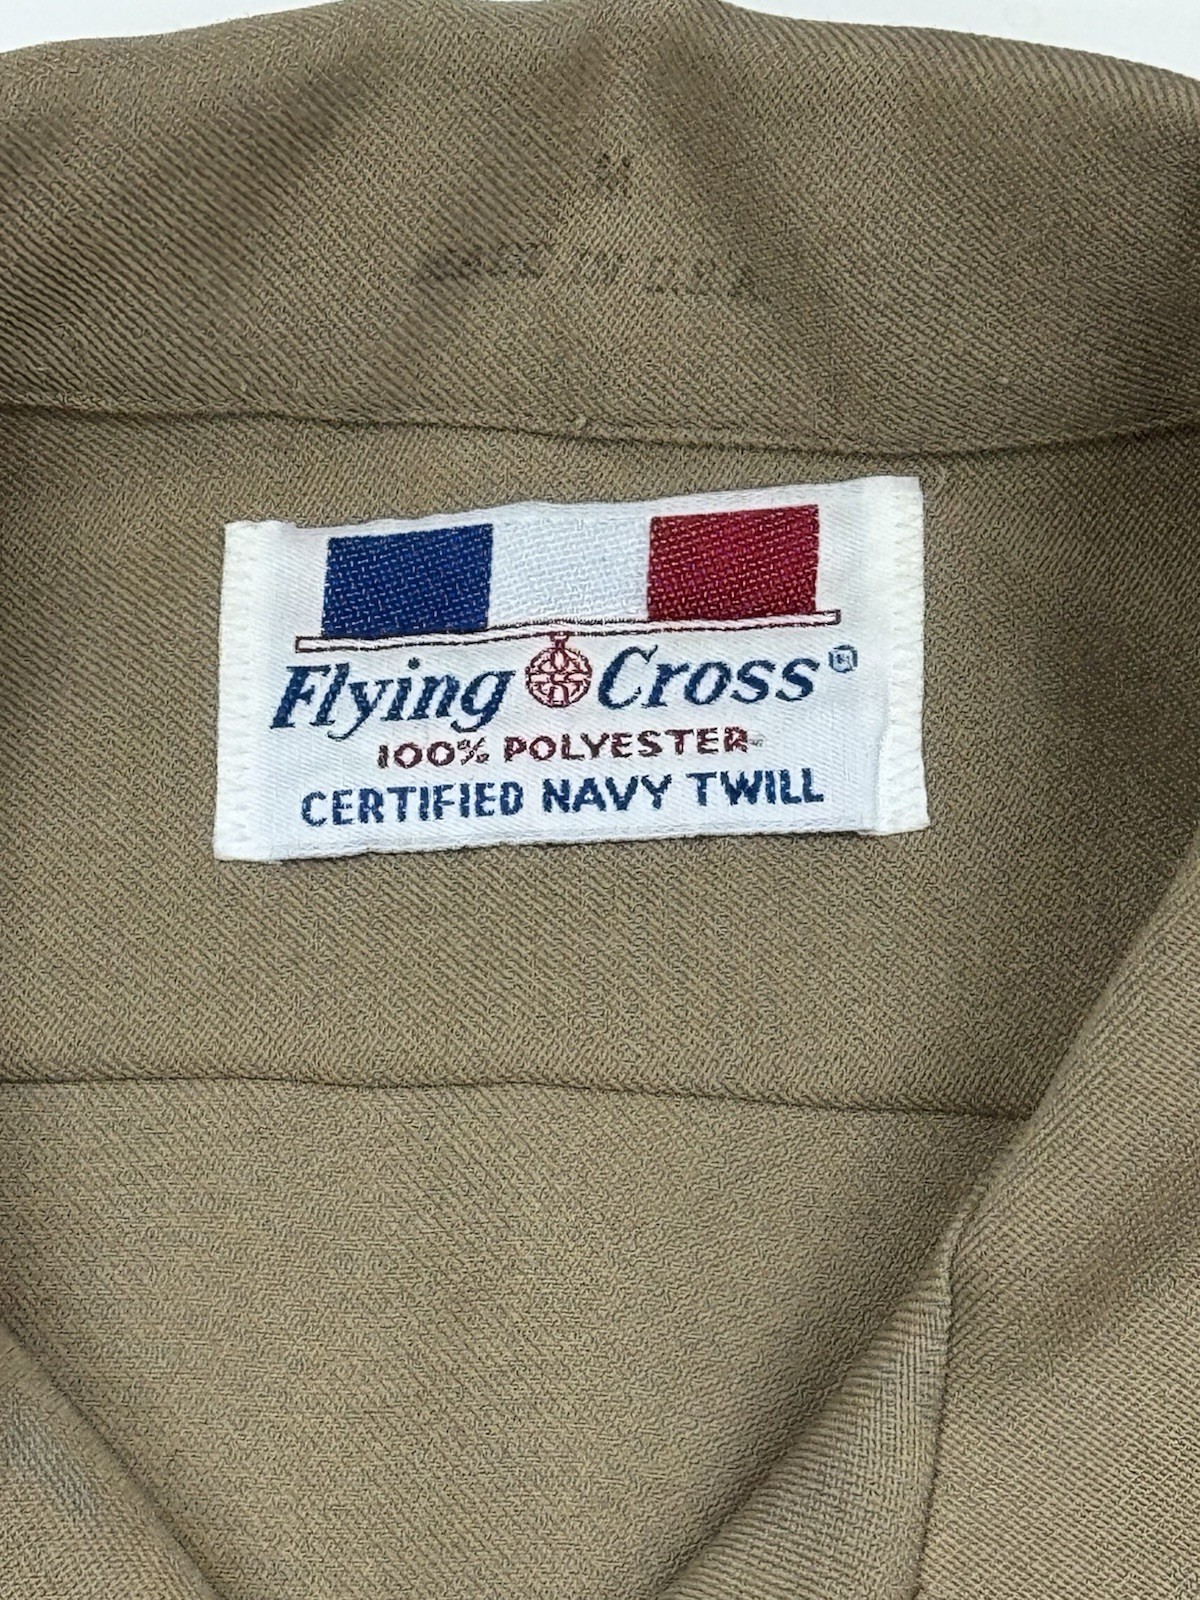 Flying Cross®
100% POLYESTER
CERTIFIED NAVY TWILL